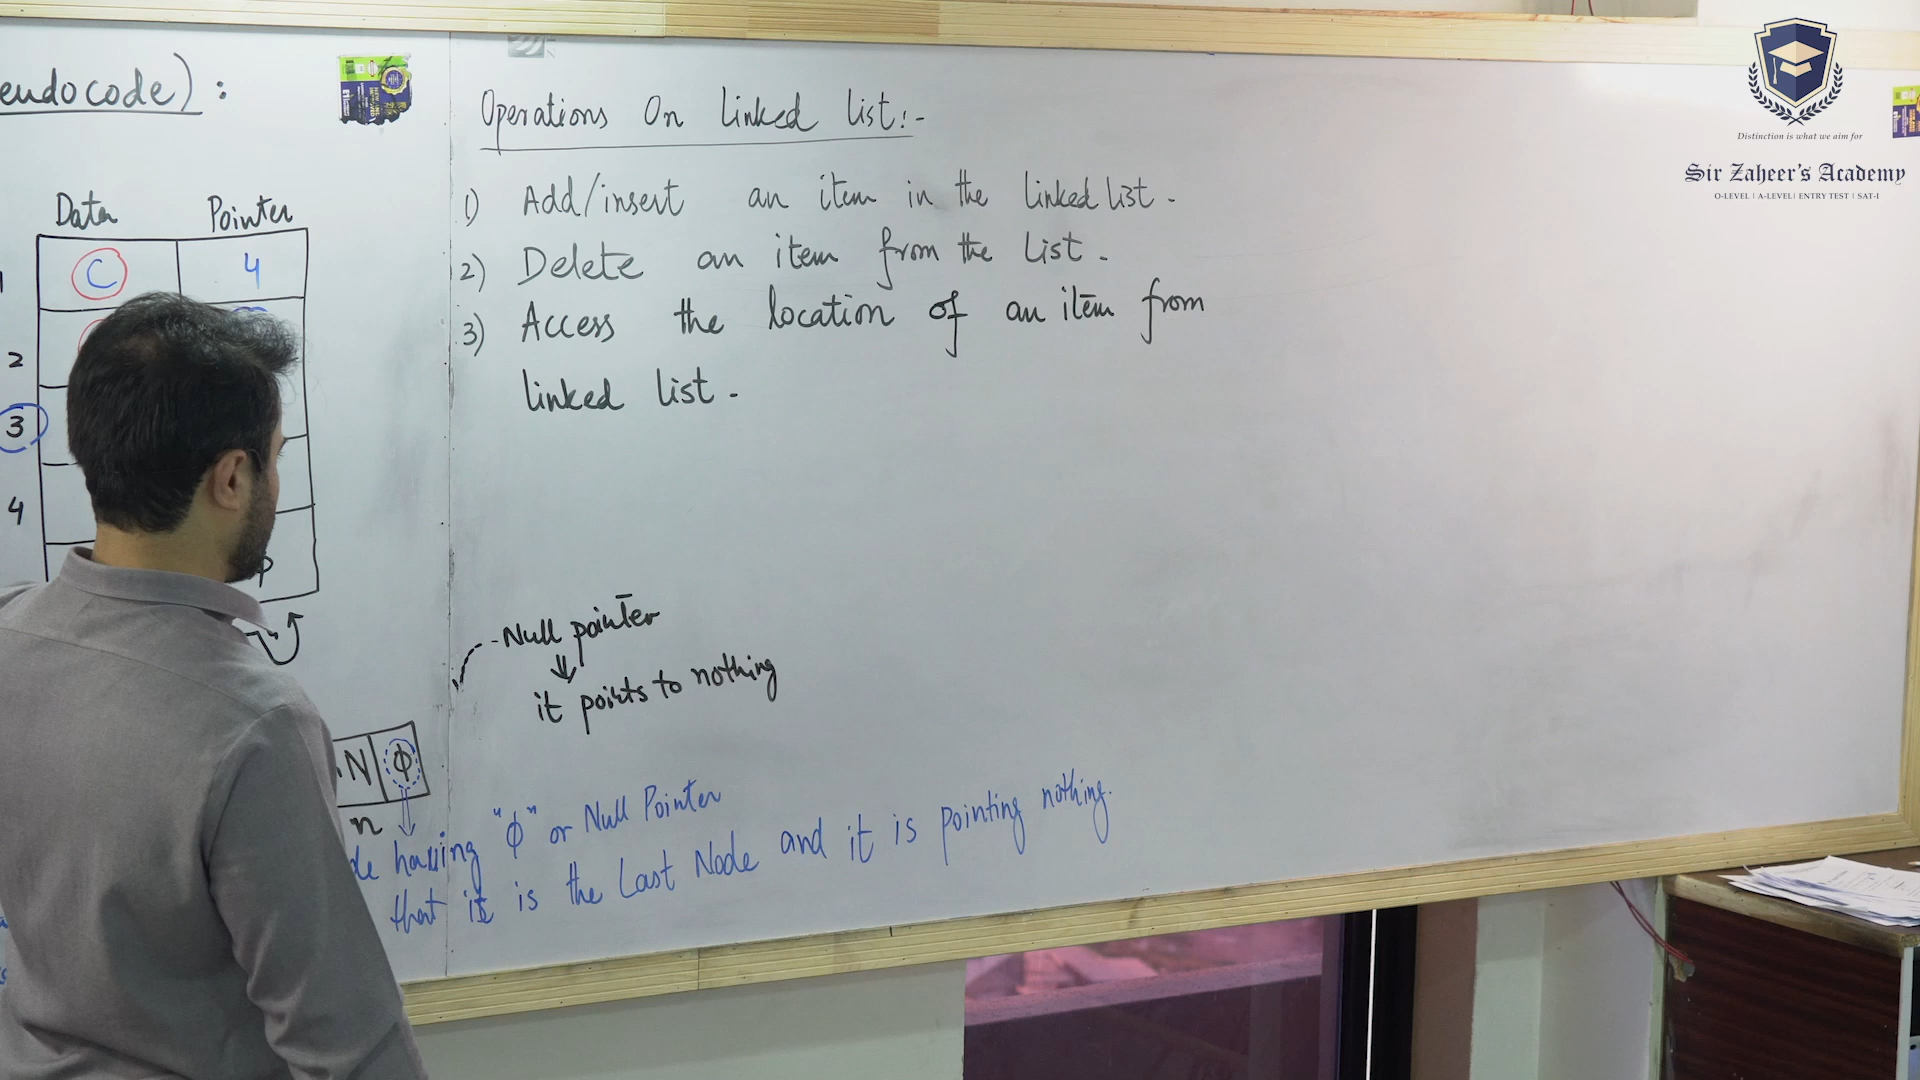 endocode) :
Data Pointer
1 C 4
2
3
4
Operations On linked list:-
1) Add/insert an item in the linked list.
2) Delete an item from the list.
3) Access the location of an item from
linked list.
Null pointer
it points to nothing
N φ
n
de having "φ" or Null Pointer
that it is the Last Node and it is pointing nothing.
Distinction is what we aim for
Sir Zaheer's Academy
O-LEVEL | A-LEVEL | ENTRY TEST | SAT-I